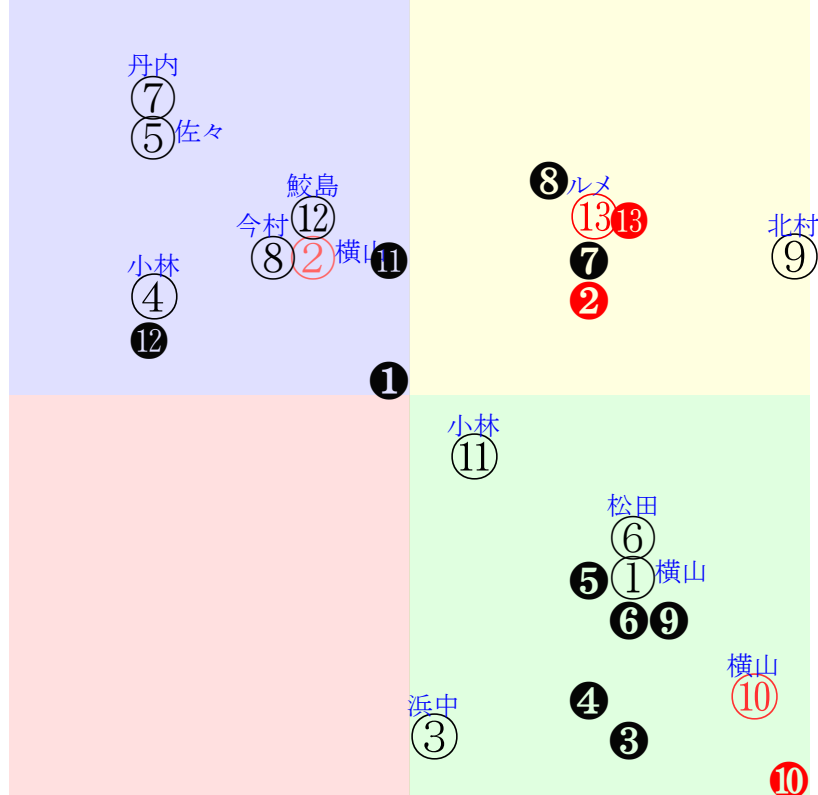 丹内
⑦
⑤佐々
鮫島
⑫
今村
⑧②横山⓫
小林
④
⓬
❶
❽ルメ
⑬⓭
❼
❷
北村
⑨
小林
⑪
松田
⑥
❺①横山
❻❾
横山
⑩
❹
浜中
③
❸
❿